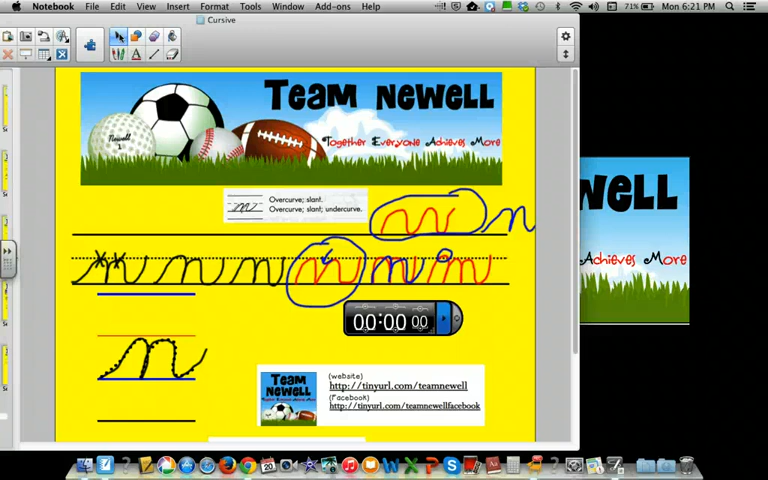 Notebook File Edit View Insert Format Tools Window Add-ons Help 71% Mon 6:21 PM
Cursive
Team Newell
Together Everyone Achieves More
Newell
1
Overcurve; slant.
Overcurve; slant; undercurve.
n
n n n n n n n
00:00 00
n
(website)
http://tinyurl.com/teamnewell
(Facebook)
http://tinyurl.com/teamnewellfacebook
Team
Newell
well
Achieves More